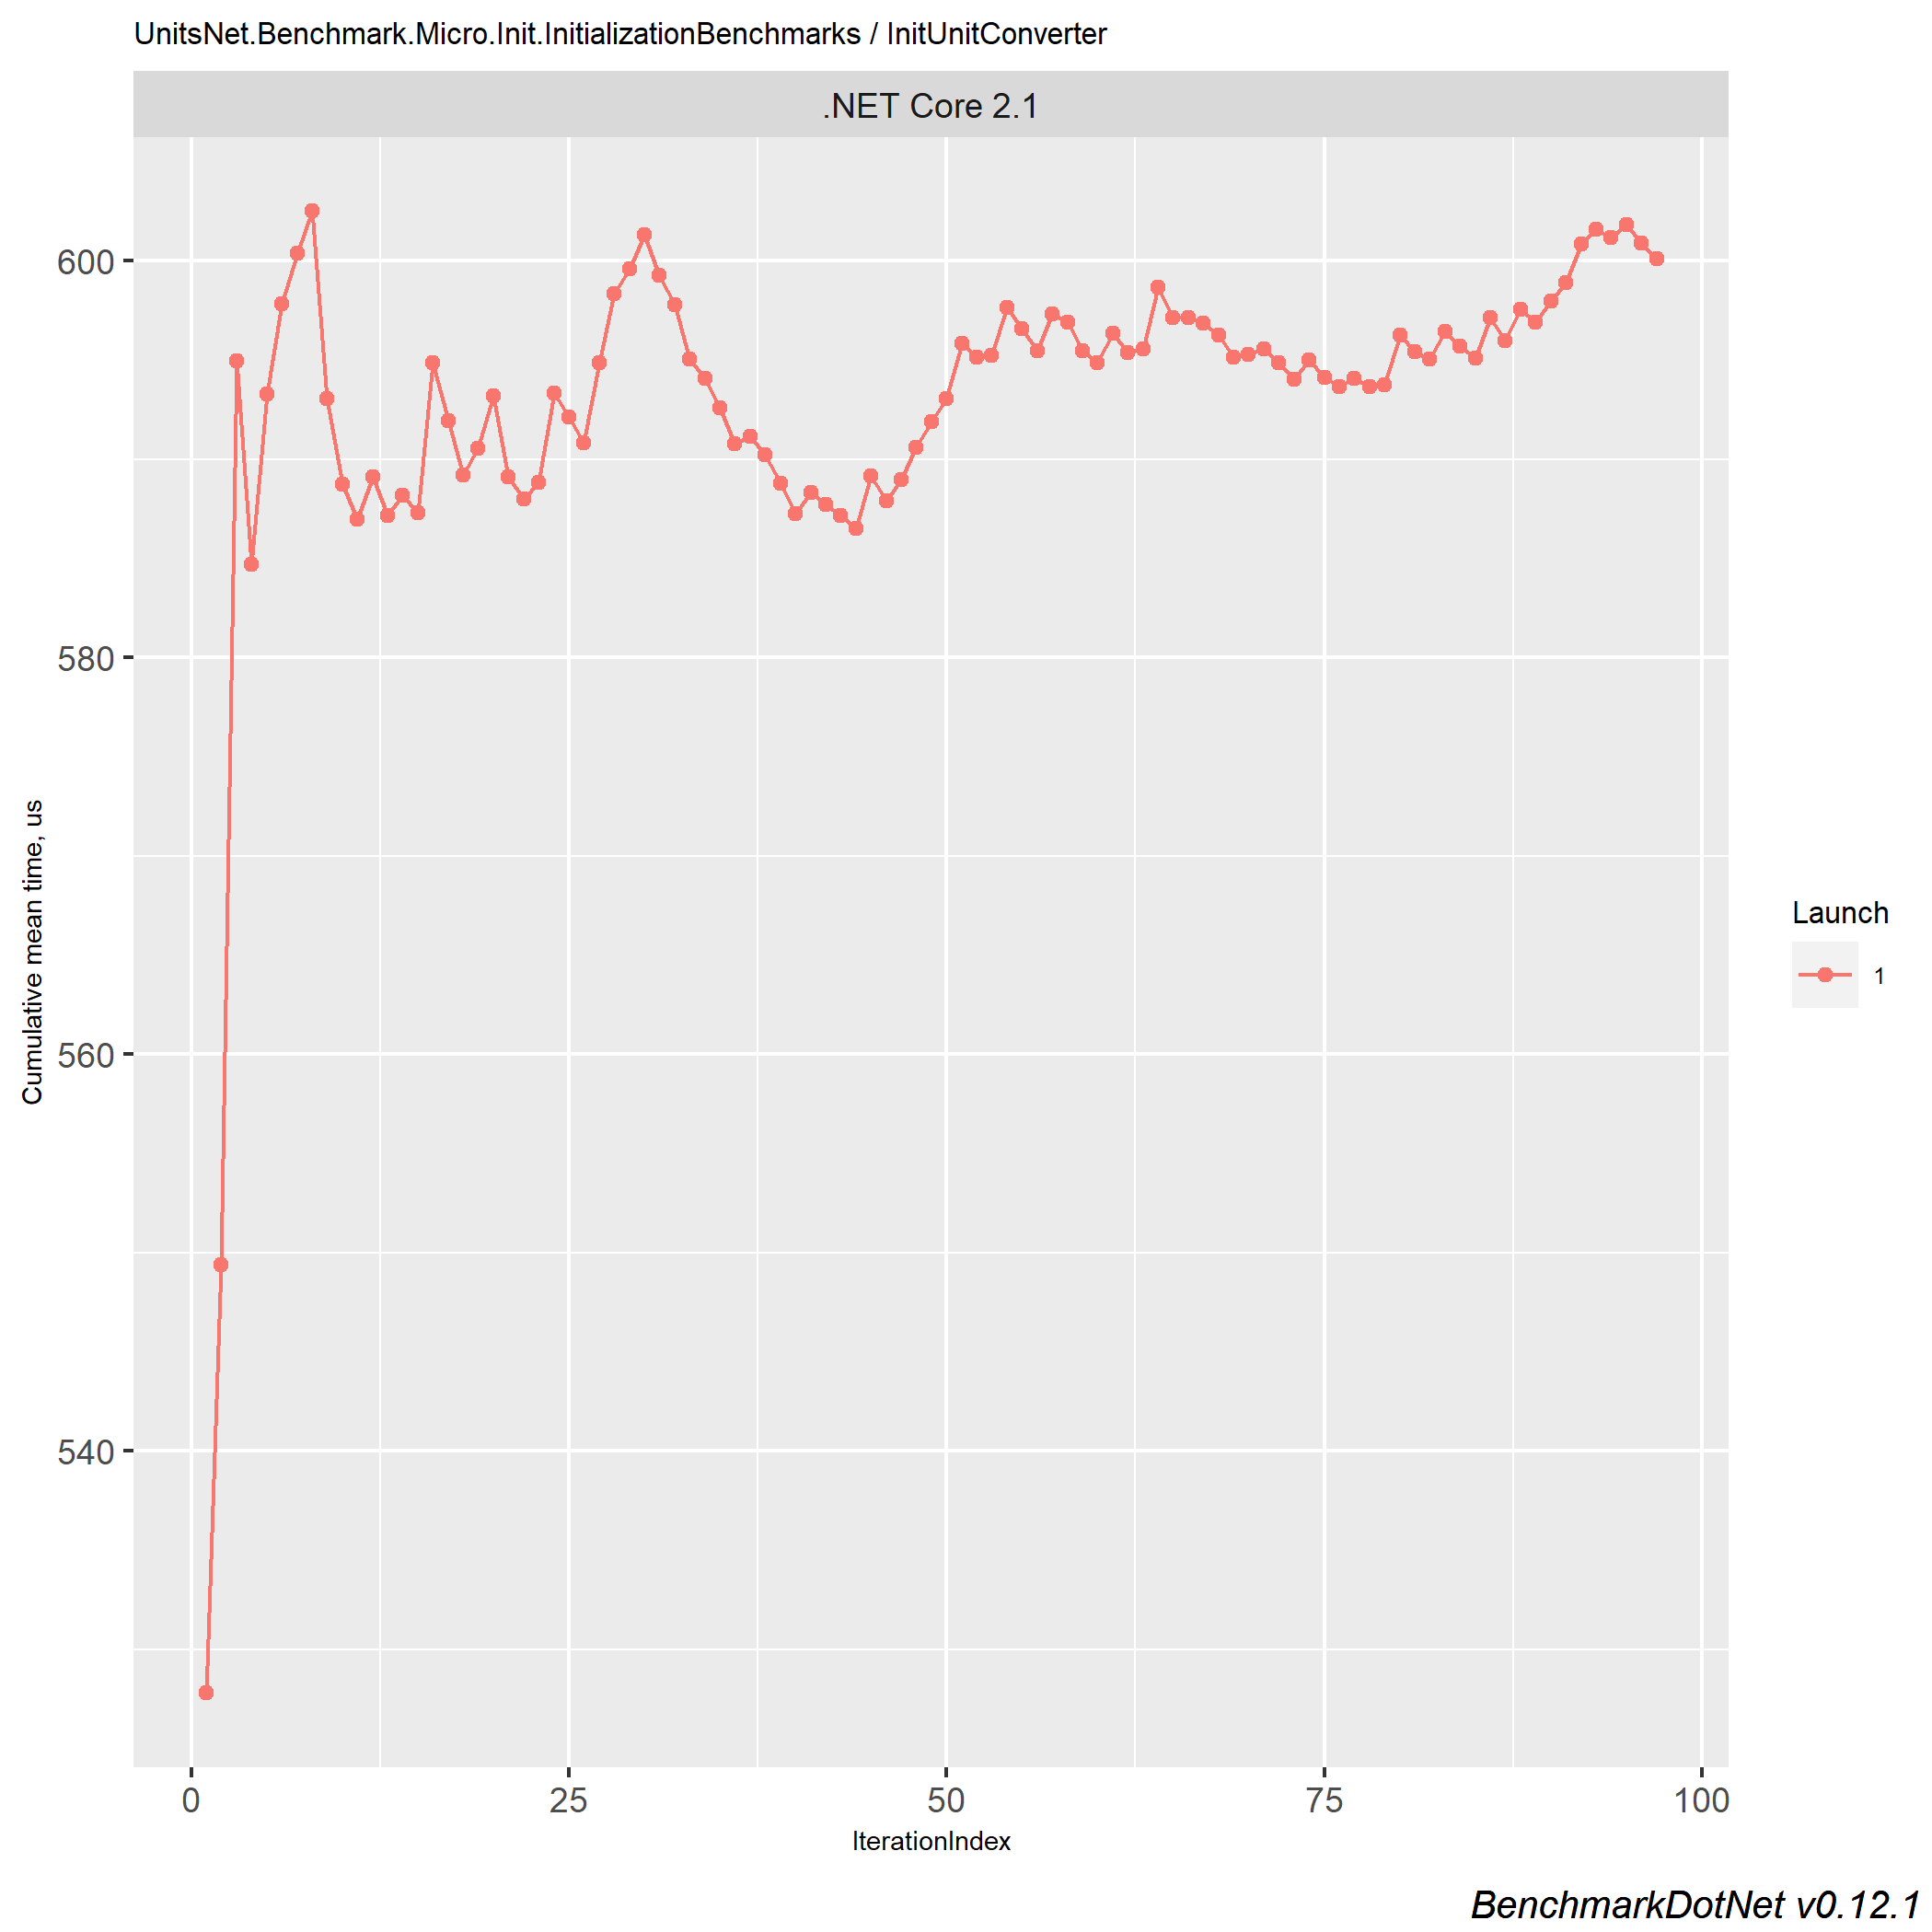 UnitsNet.Benchmark.Micro.Init.InitializationBenchmarks / InitUnitConverter
.NET Core 2.1
600
580
560
540
Cumulative mean time, us
0 25 50 75 100
IterationIndex
Launch
1
BenchmarkDotNet v0.12.1